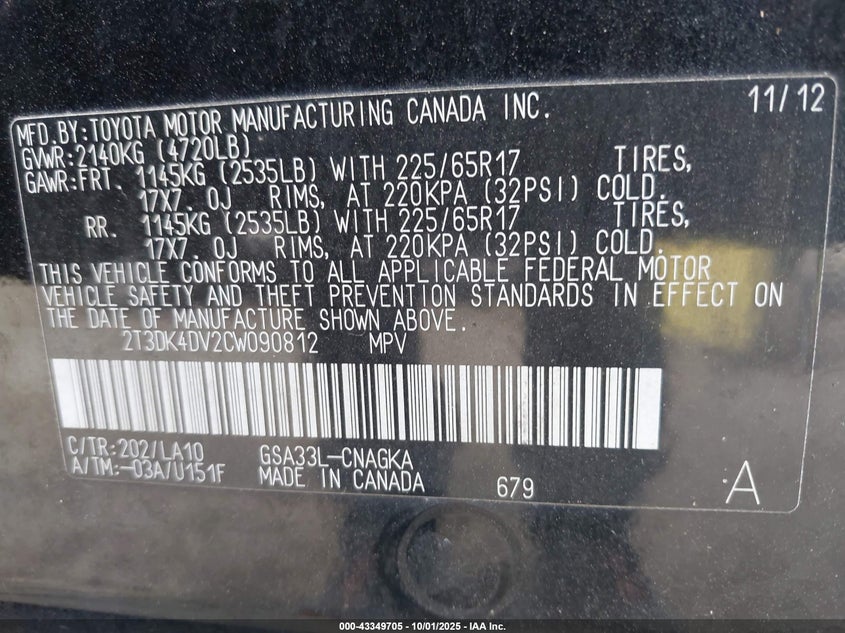 MFD.BY:TOYOTA MOTOR MANUFACTURING CANADA INC. 11/12
GVWR:2140KG (4720LB)
GAWR:FRT. 1145KG (2535LB) WITH 225/65R17 TIRES,
17X7.0J RIMS, AT 220KPA (32PSI) COLD.
RR. 1145KG (2535LB) WITH 225/65R17 TIRES,
17X7.0J RIMS, AT 220KPA (32PSI) COLD.
THIS VEHICLE CONFORMS TO ALL APPLICABLE FEDERAL MOTOR
VEHICLE SAFETY AND THEFT PREVENTION STANDARDS IN EFFECT ON
THE DATE OF MANUFACTURE SHOWN ABOVE.
2T3DK4DV2CW090812 MPV
C/TR:202/LA10 GSA33L-CNAGKA
A/TM:-03A/U151F MADE IN CANADA 679 A
000-43349705 - 10/01/2025 - IAA Inc.